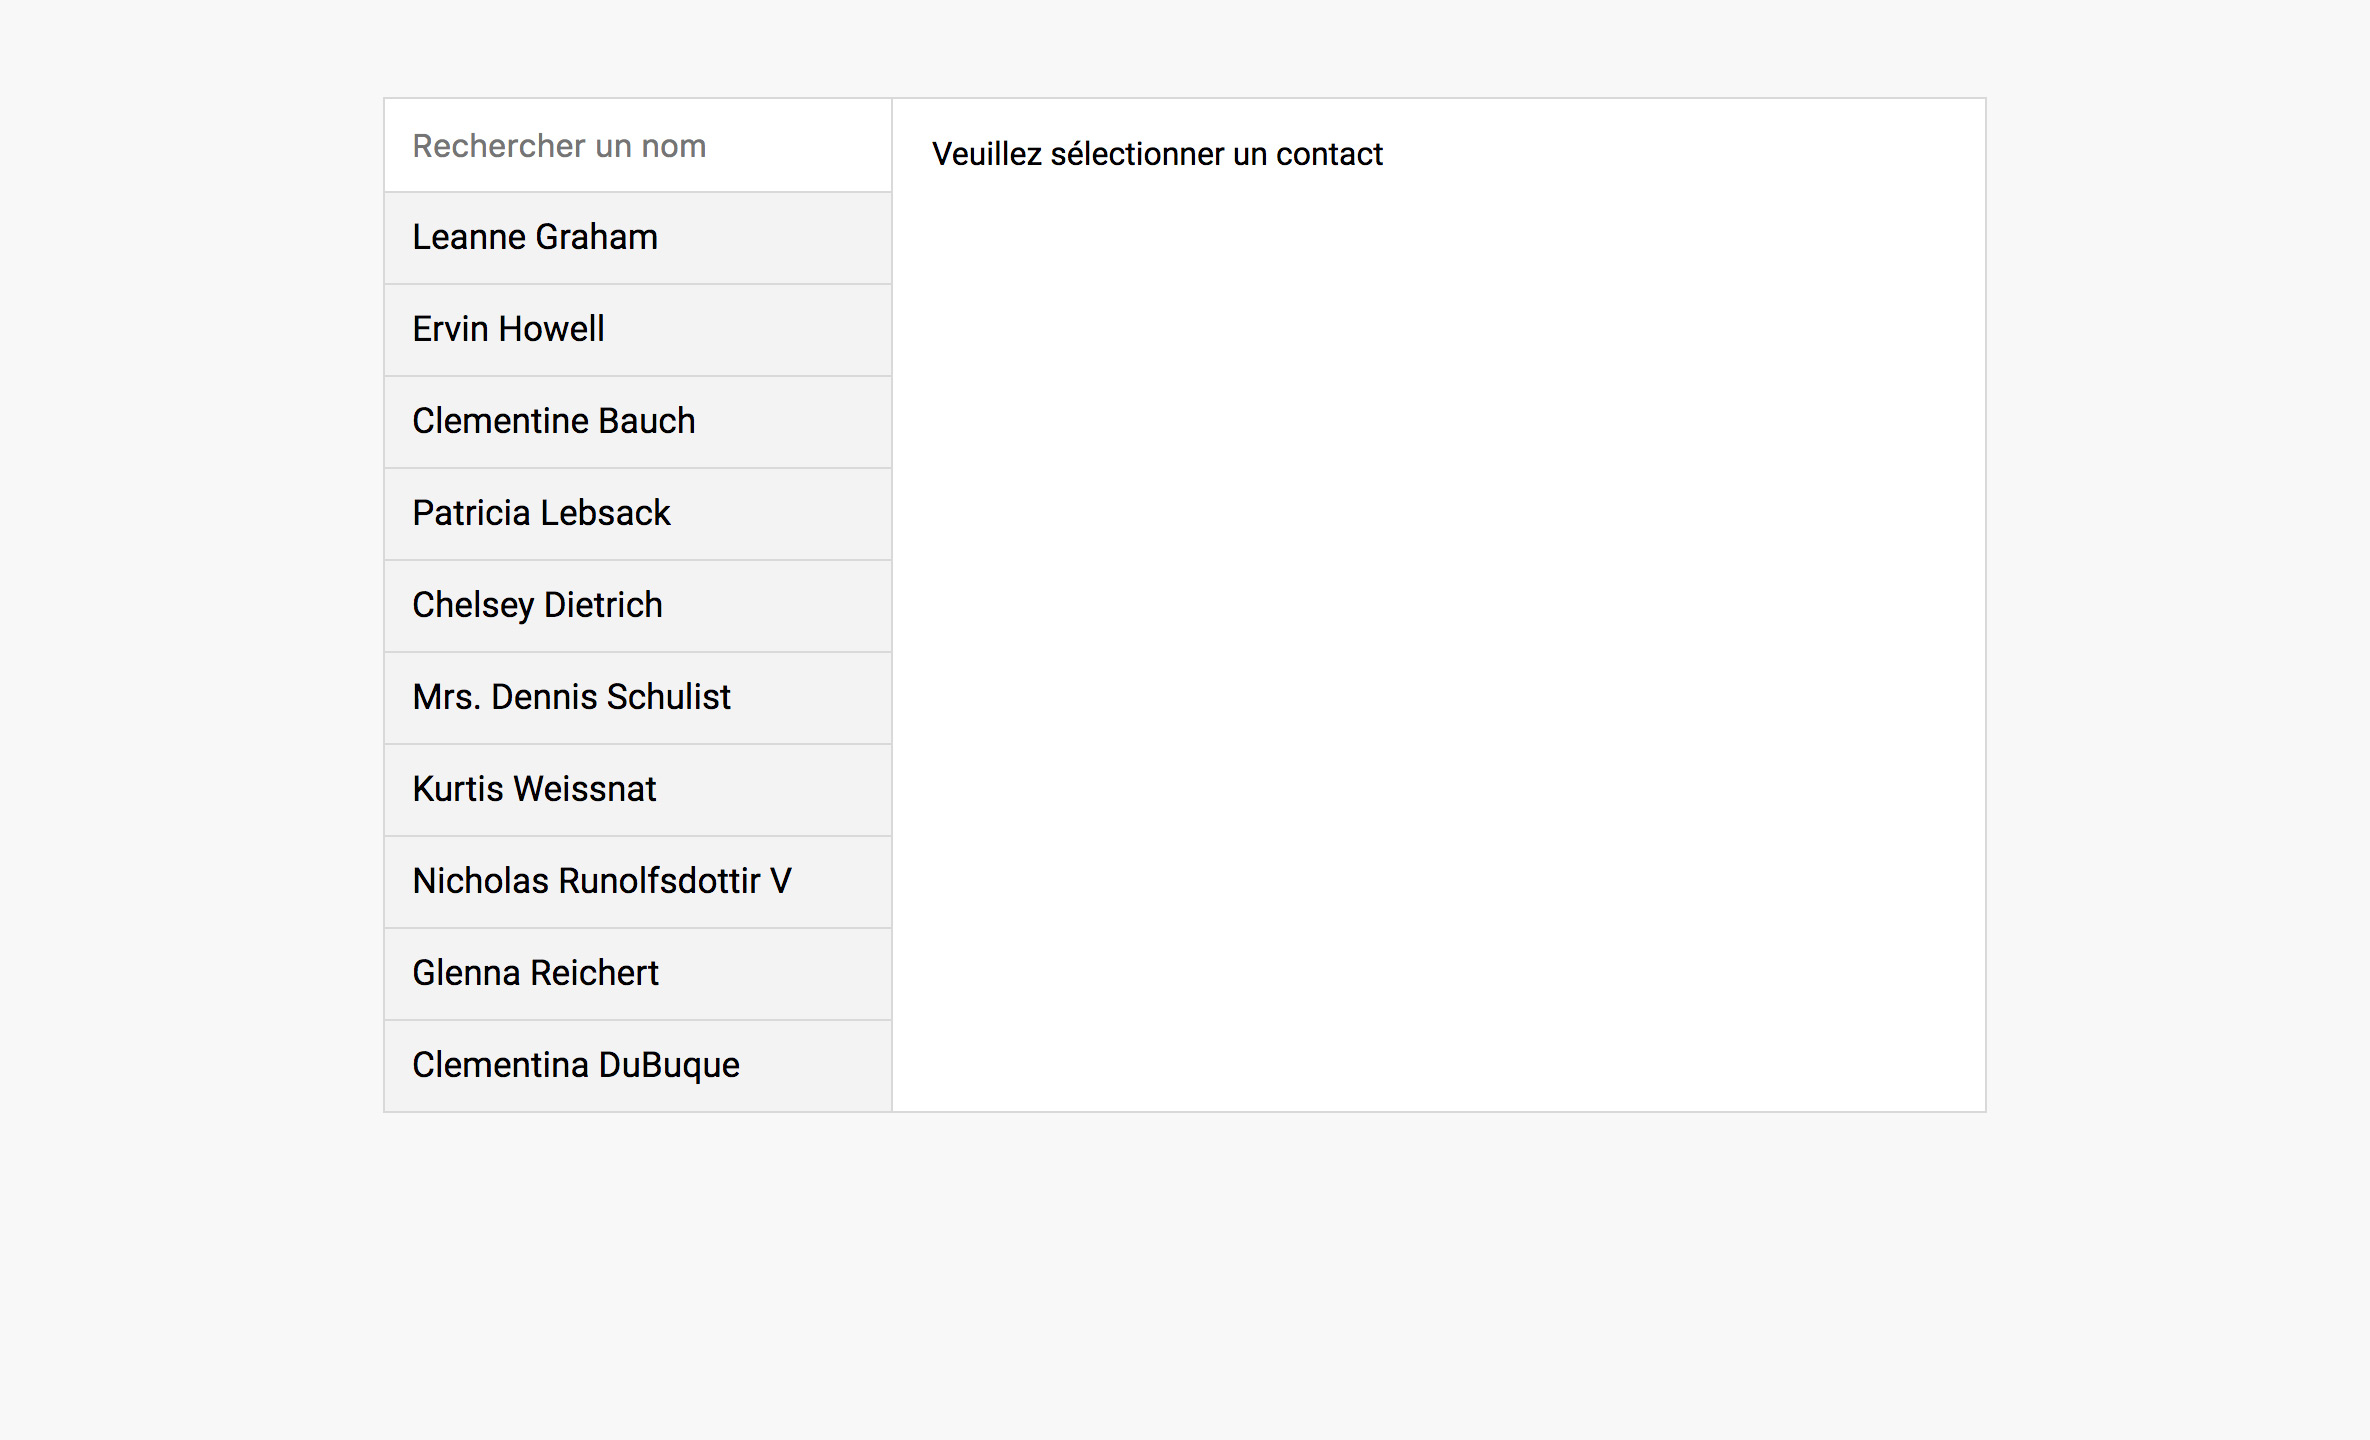 Rechercher un nom
Veuillez sélectionner un contact
Leanne Graham
Ervin Howell
Clementine Bauch
Patricia Lebsack
Chelsey Dietrich
Mrs. Dennis Schulist
Kurtis Weissnat
Nicholas Runolfsdottir V
Glenna Reichert
Clementina DuBuque